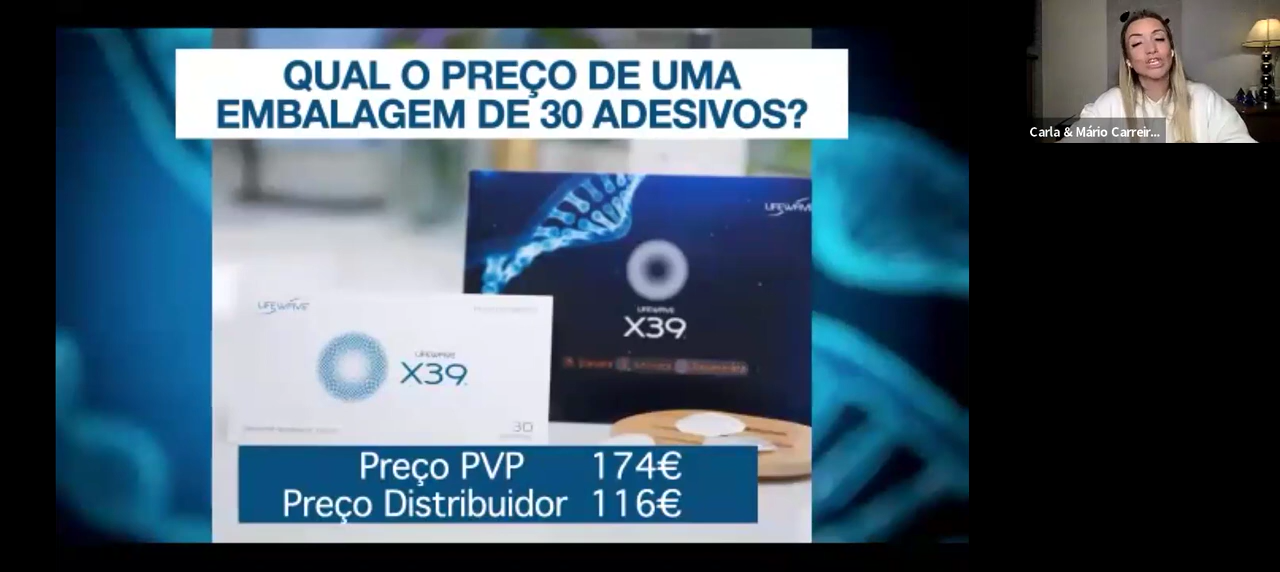 QUAL O PREÇO DE UMA
EMBALAGEM DE 30 ADESIVOS?
LIFEWAVE
LIFEWAVE
X39
LIFEWAVE
LIFEWAVE
X39
30
Preço PVP 174€
Preço Distribuidor 116€
Carla & Mário Carreir...